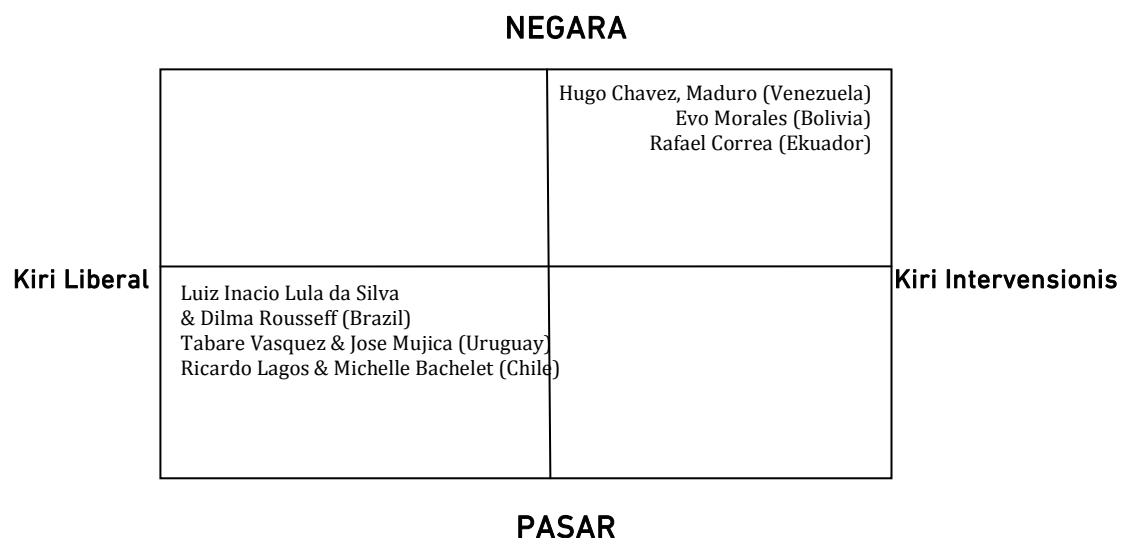 NEGARA
Hugo Chavez, Maduro (Venezuela)
Evo Morales (Bolivia)
Rafael Correa (Ekuador)
Kiri Liberal
Kiri Intervensionis
Luiz Inacio Lula da Silva
& Dilma Rousseff (Brazil)
Tabare Vasquez & Jose Mujica (Uruguay)
Ricardo Lagos & Michelle Bachelet (Chile)
PASAR